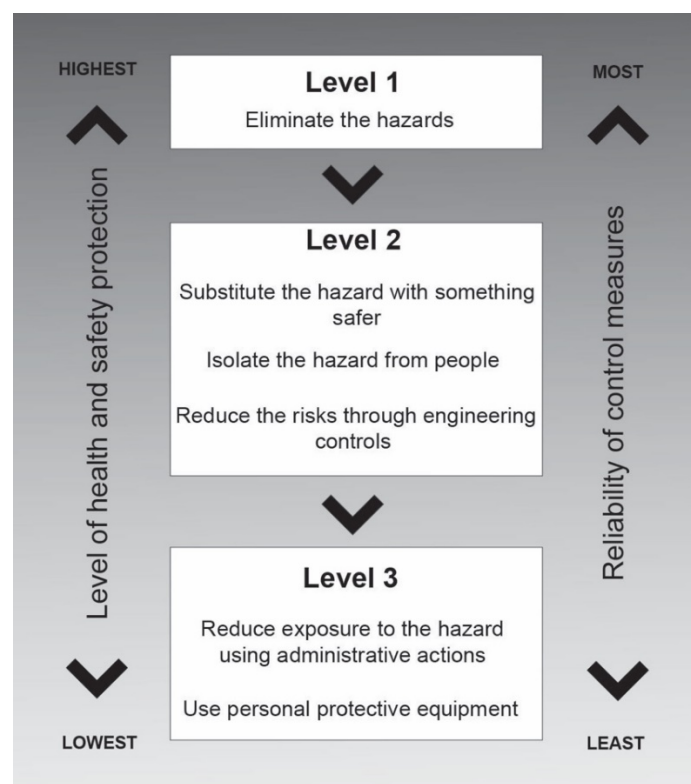 HIGHEST
MOST
Level 1
Eliminate the hazards
Level of health and safety protection
Reliability of control measures
Level 2
Substitute the hazard with something
safer
Isolate the hazard from people
Reduce the risks through engineering
controls
Level 3
Reduce exposure to the hazard
using administrative actions
Use personal protective equipment
LOWEST
LEAST